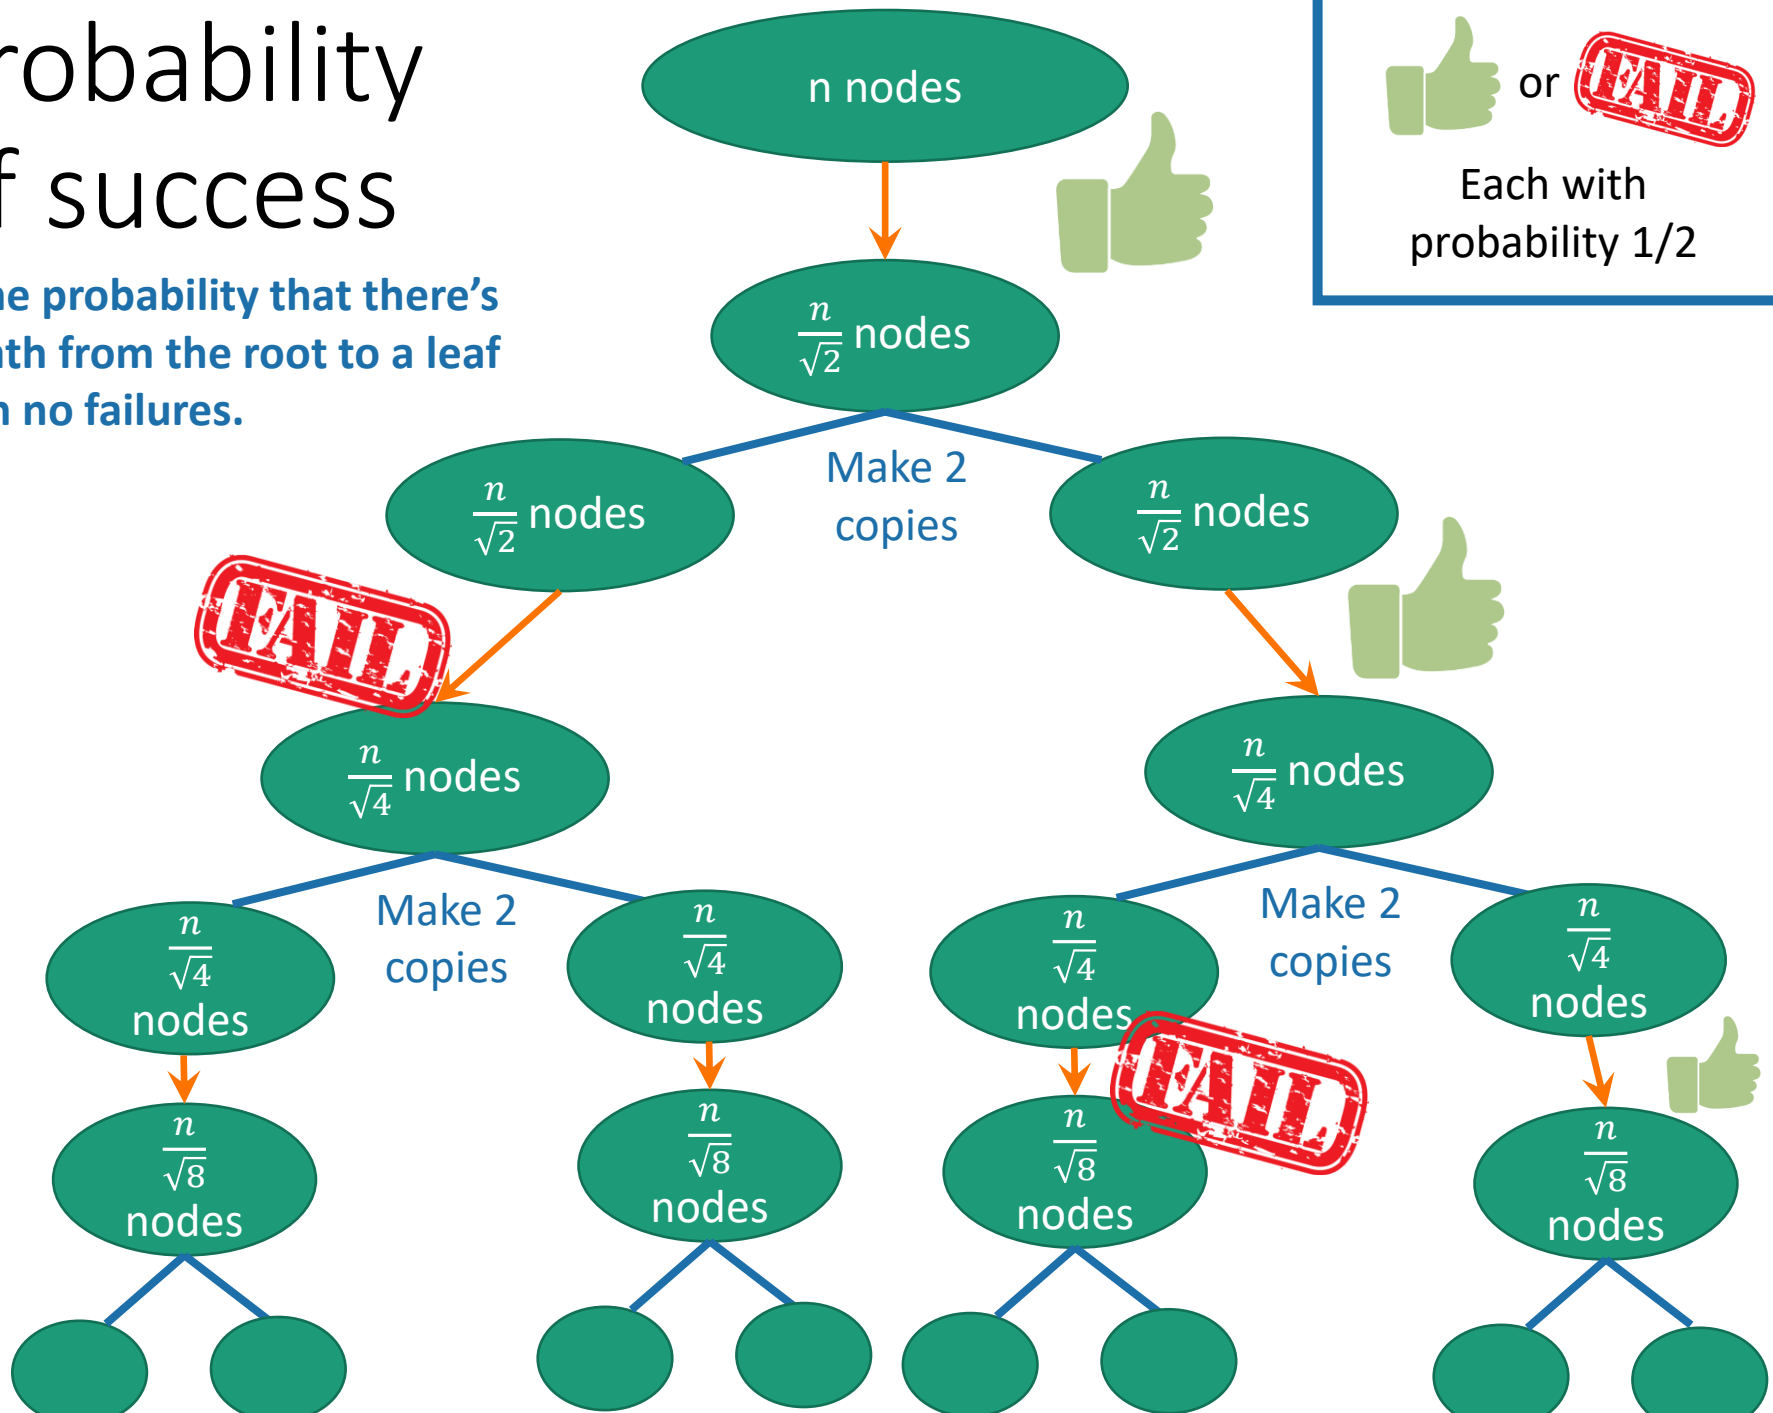 robability
f success
ne probability that there's
ath from the root to a leaf
h no failures.
n nodes
or FAIL
Each with
probability 1/2
n/√2 nodes
Make 2
copies
n/√2 nodes
n/√2 nodes
FAIL
n/√4 nodes
n/√4 nodes
Make 2
copies
Make 2
copies
n/√4
nodes
n/√4
nodes
n/√4
nodes
n/√4
nodes
FAIL
n/√8
nodes
n/√8
nodes
n/√8
nodes
n/√8
nodes